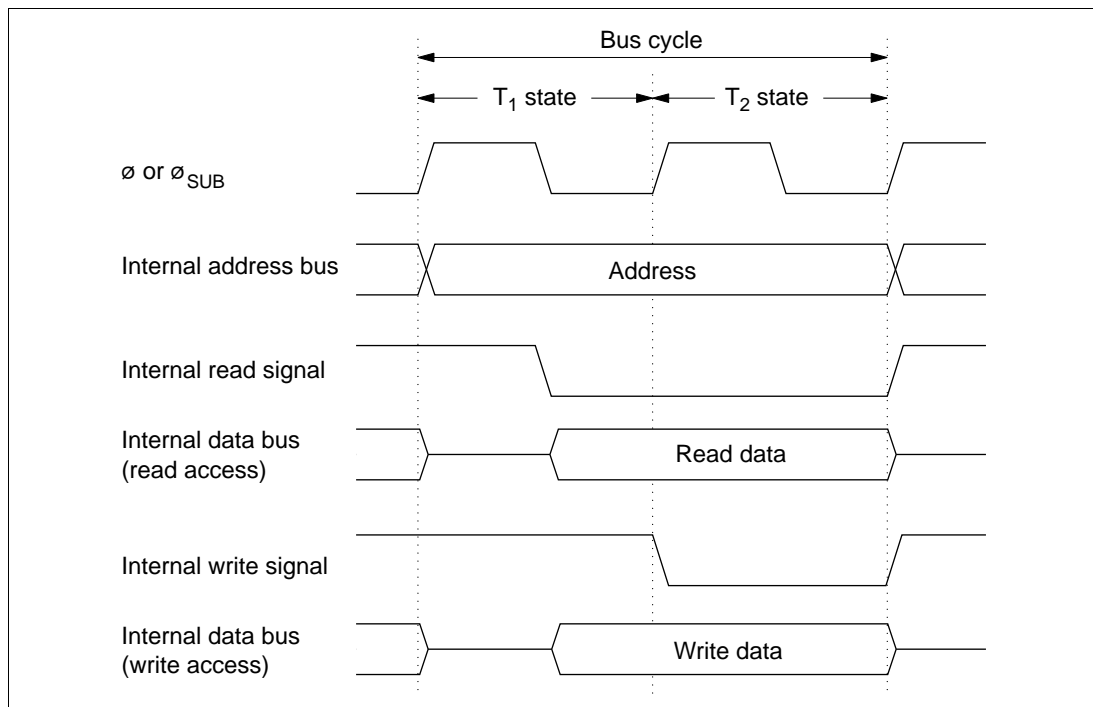 Bus cycle
T1 state
T2 state
ø or øSUB
Internal address bus
Address
Internal read signal
Internal data bus
(read access)
Read data
Internal write signal
Internal data bus
(write access)
Write data